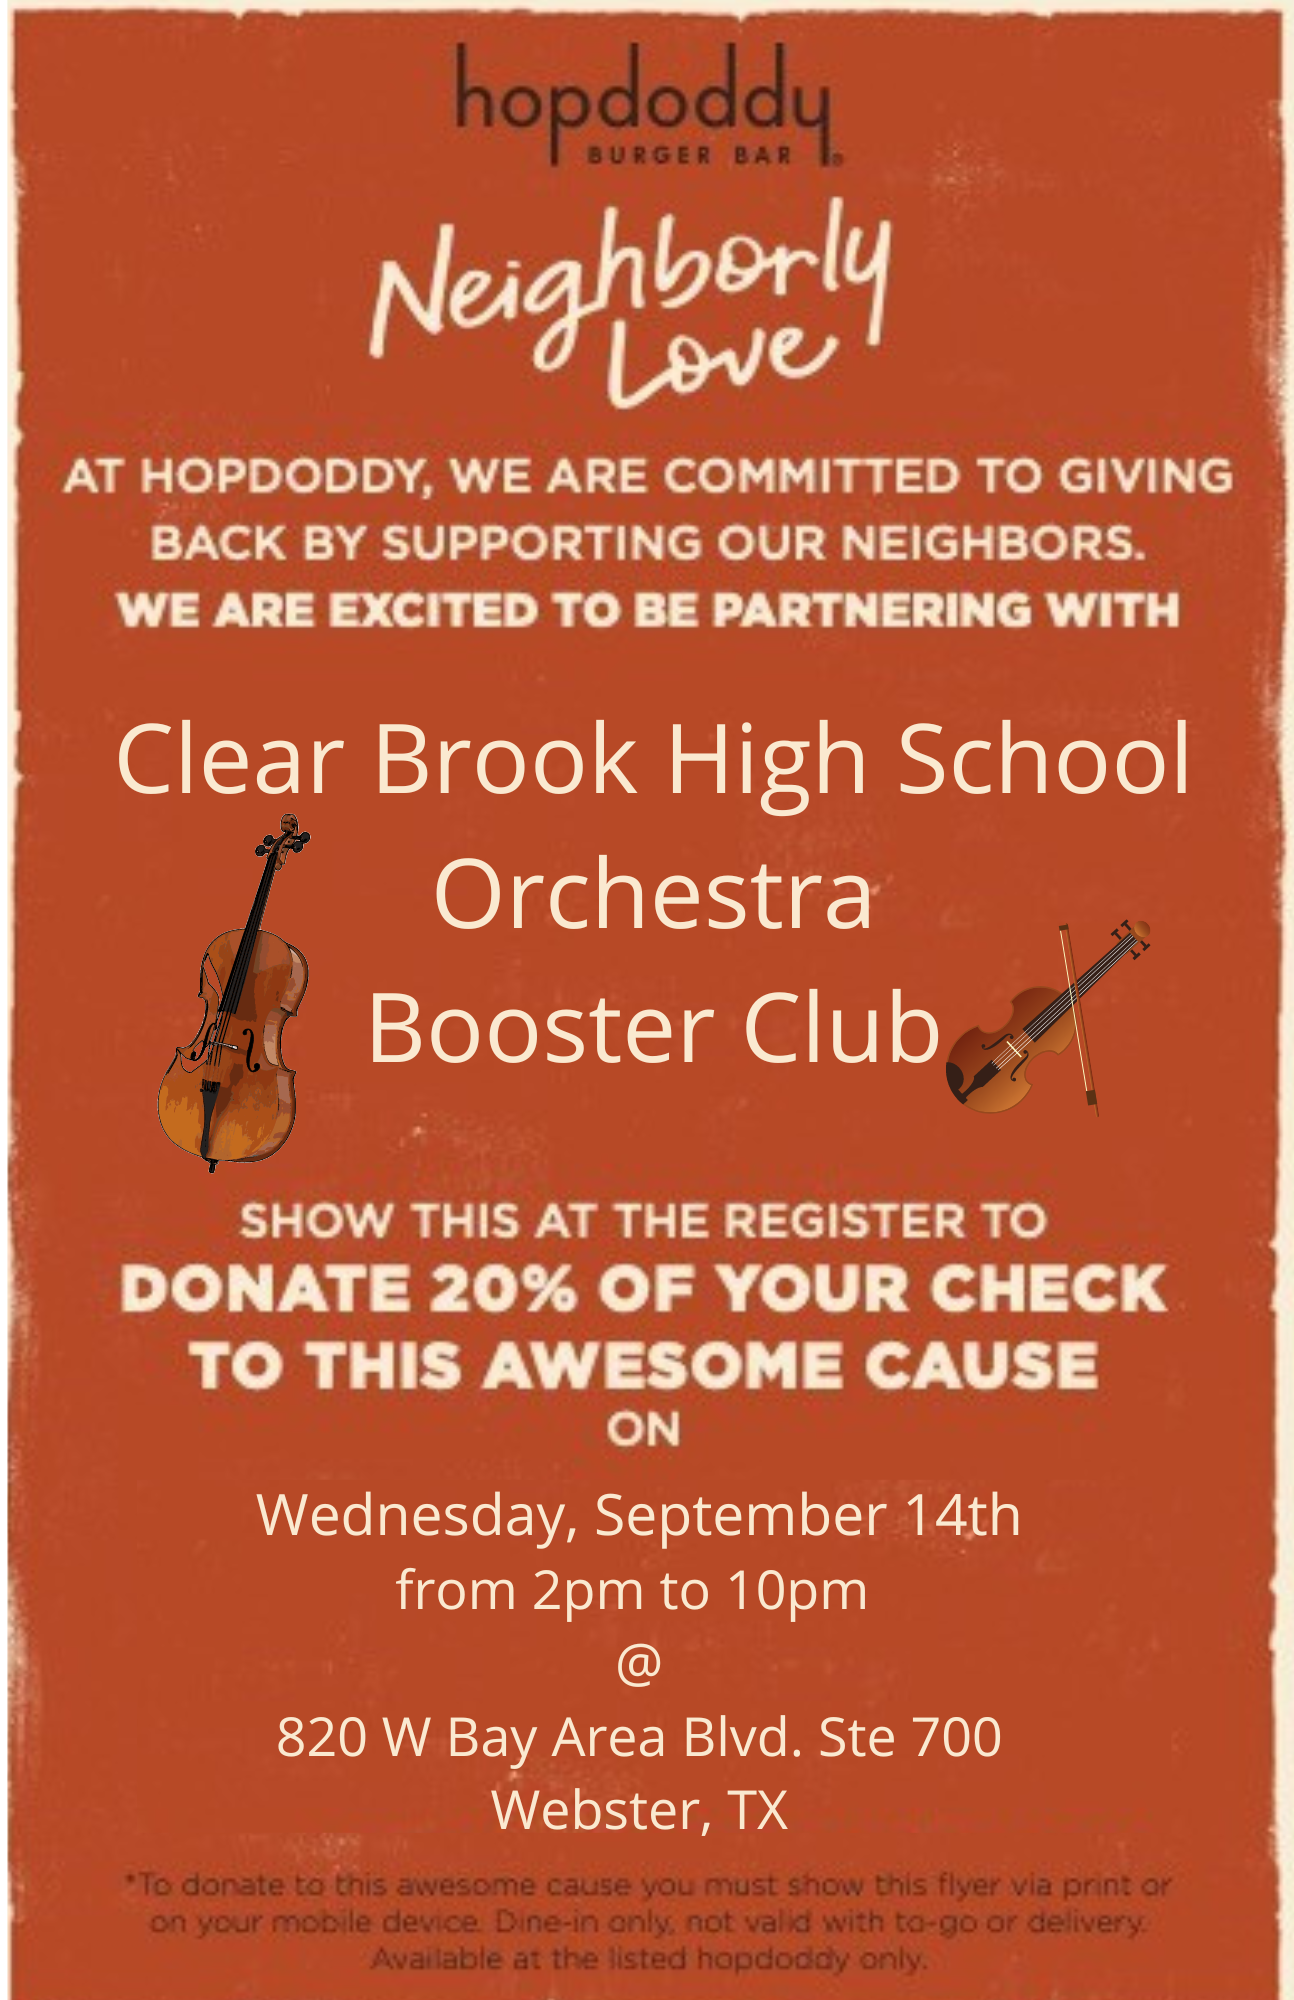 hopdoddy
BURGER BAR®
Neighborly
Love
AT HOPDODDY, WE ARE COMMITTED TO GIVING
BACK BY SUPPORTING OUR NEIGHBORS.
WE ARE EXCITED TO BE PARTNERING WITH
Clear Brook High School
Orchestra
Booster Club
SHOW THIS AT THE REGISTER TO
DONATE 20% OF YOUR CHECK
TO THIS AWESOME CAUSE
ON
Wednesday, September 14th
from 2pm to 10pm
@
820 W Bay Area Blvd. Ste 700
Webster, TX
*To donate to this awesome cause you must show this flyer via print or
on your mobile device. Dine-in only, not valid with to-go or delivery.
Available at the listed hopdoddy only.